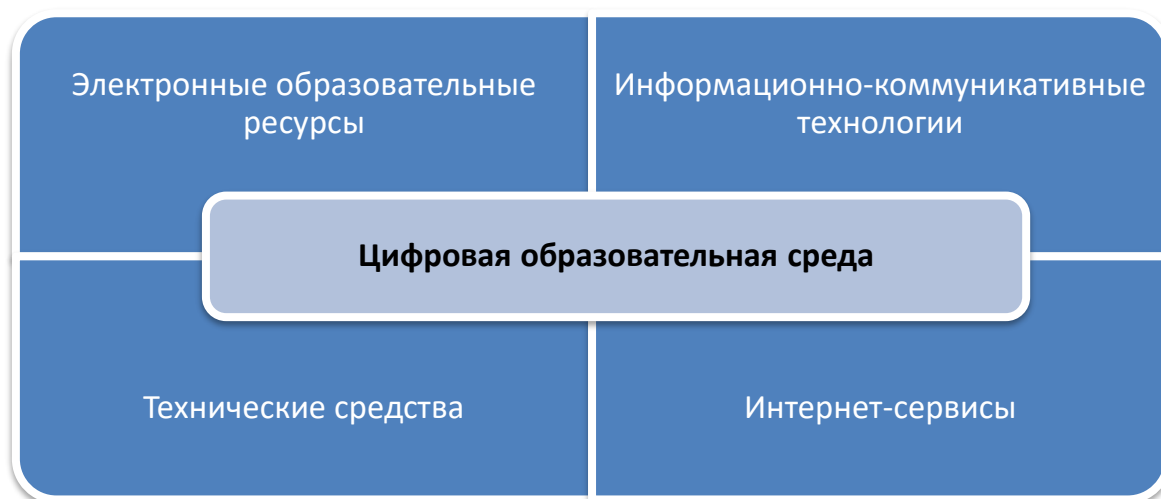 Электронные образовательные
ресурсы
Информационно-коммуникативные
технологии
Цифровая образовательная среда
Технические средства
Интернет-сервисы